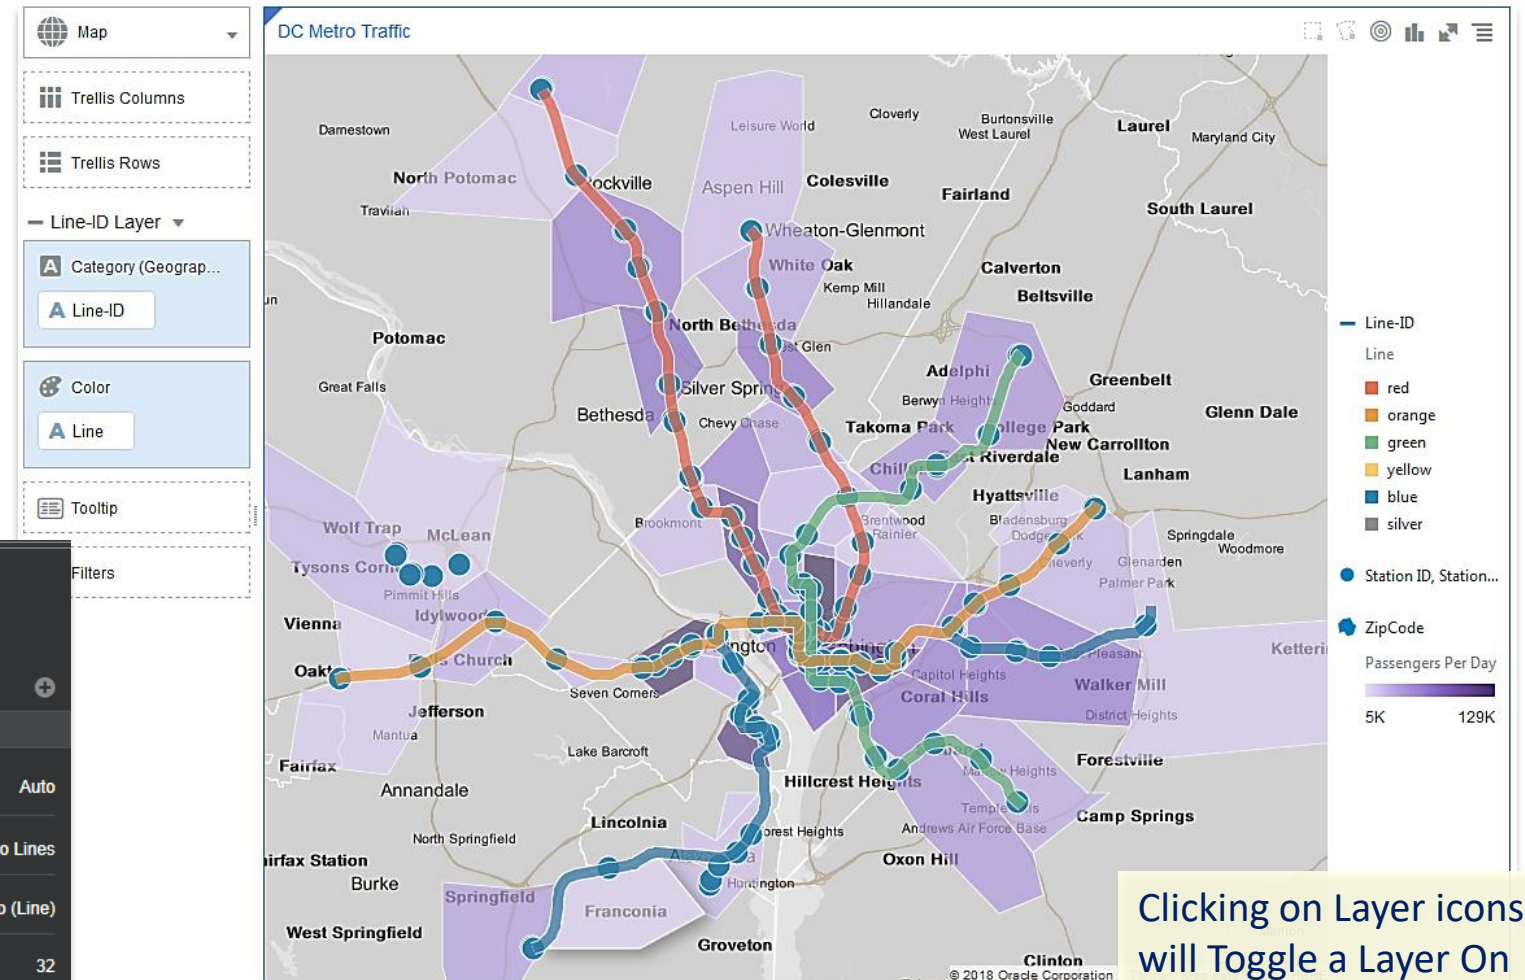 Map
Trellis Columns
Trellis Rows
Line-ID Layer
A Category (Geograp...
A Line-ID
Color
A Line
Tooltip
Filters
Auto
Lines
(Line)
32
DC Metro Traffic
Darnestown
Leisure World
Cloverly
Burtonsville
West Laurel
Laurel
Maryland City
North Potomac
Rockville
Aspen Hill
Colesville
Fairland
Travilah
South Laurel
Wheaton-Glenmont
White Oak
Calverton
Kemp Mill
Hillandale
Beltsville
North Bethesda
Potomac
Glen
Adelphi
Great Falls
Silver Spring
Greenbelt
Berwyn Heights
Goddard
Glenn Dale
Bethesda
Chevy Chase
Takoma Park
College Park
New Carrollton
East Riverdale
Lanham
Hyattsville
Wolf Trap
McLean
Brookmont
Brentwood
Rainier
Bladensburg
Springdale
Woodmore
Tysons
Cheverly
Glenarden
Palmer Park
Pimmit Hills
Idylwood
Vienna
Church
Capitol Heights
Pleasant
Seven Corners
Coral Hills
Walker Mill
Jefferson
District Heights
Mantua
Fairfax
Lake Barcroft
Forestville
Hillcrest Heights
Heights
Annandale
Camp Springs
Lincolnia
Forest Heights
Andrews Air Force Base
North Springfield
Fairfax Station
Oxon Hill
Burke
Huntington
Springfield
Franconia
West Springfield
Groveton
Clinton
© 2018 Oracle Corporation
Line-ID
Line
red
orange
green
yellow
blue
silver
Station ID, Station...
ZipCode
Passengers Per Day
5K 129K
Clicking on Layer icons
will Toggle a Layer On